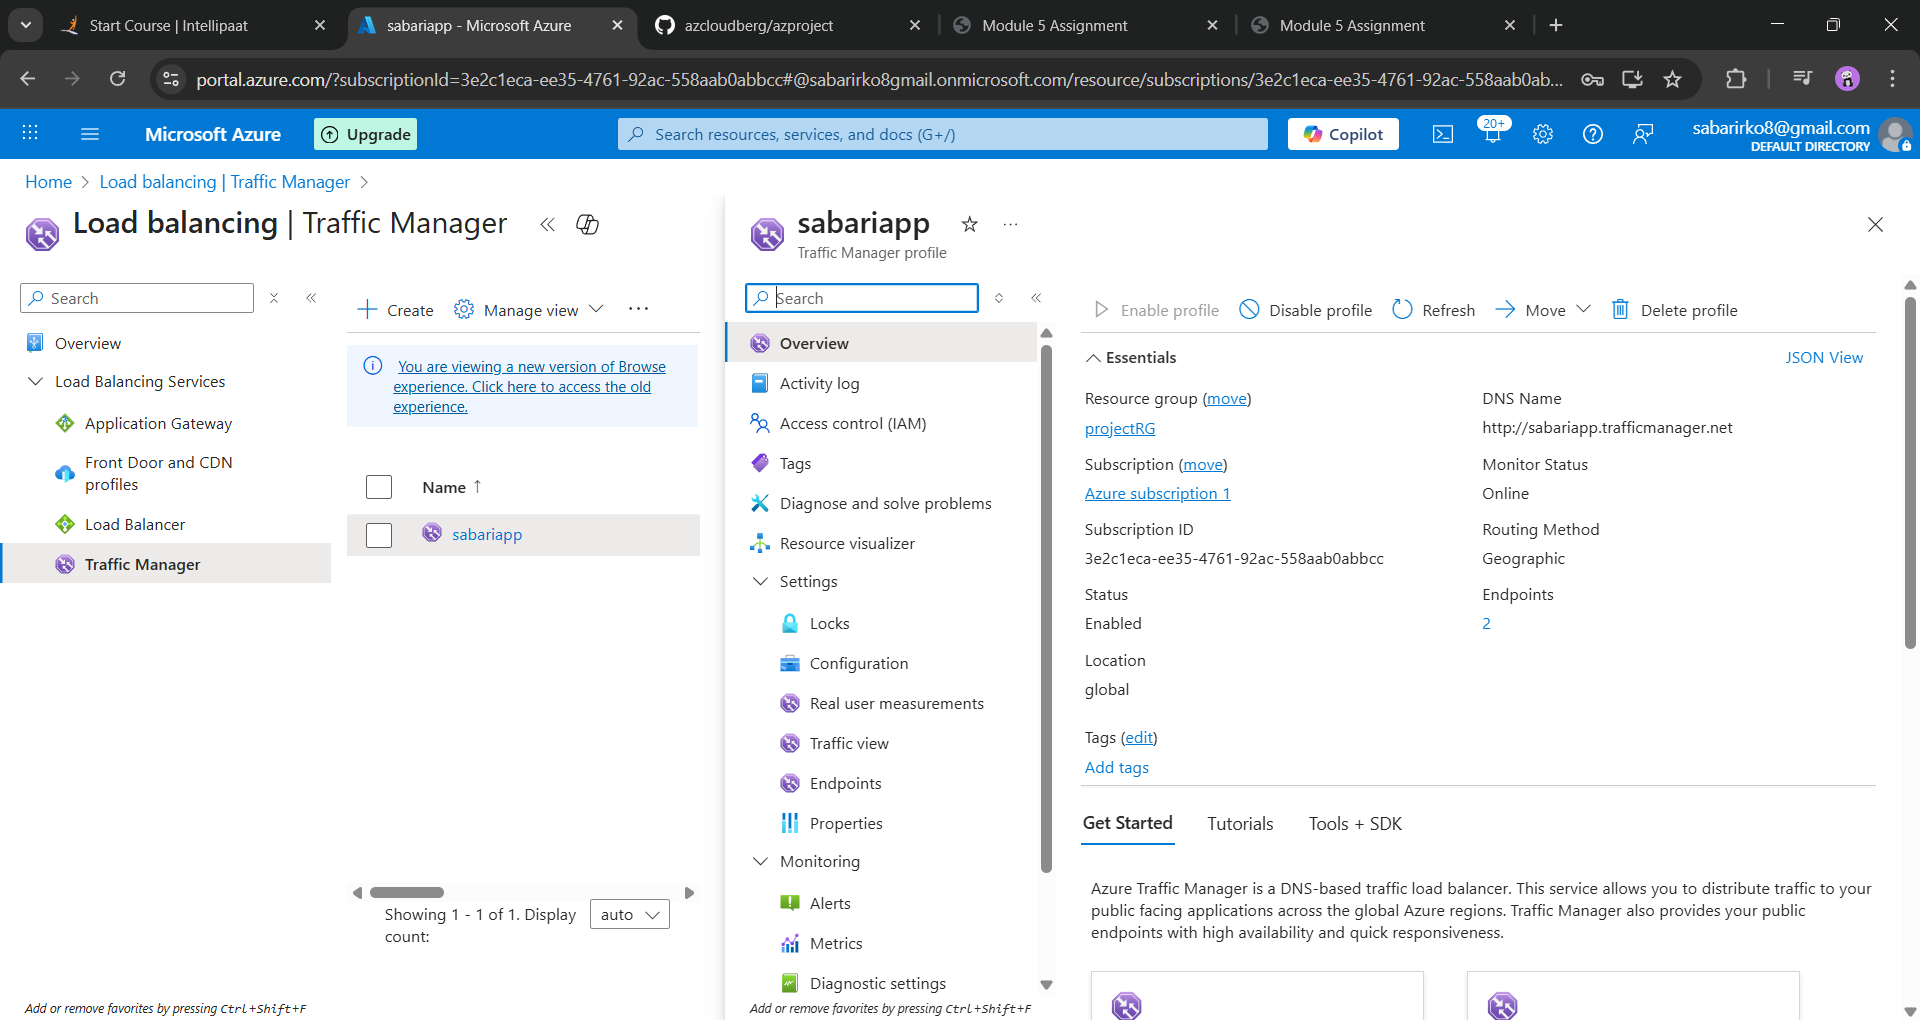 Start Course | Intellipaat
sabariapp - Microsoft Azure
azcloudberg/azproject
Module 5 Assignment
Module 5 Assignment
portal.azure.com/?subscriptionId=3e2c1eca-ee35-4761-92ac-558aab0abbcc#@sabarirko8gmail.onmicrosoft.com/resource/subscriptions/3e2c1eca-ee35-4761-92ac-558aab0ab...
Microsoft Azure
Upgrade
Search resources, services, and docs (G+/)
Copilot
20+
sabarirko8@gmail.com
DEFAULT DIRECTORY
Home > Load balancing | Traffic Manager >
Load balancing | Traffic Manager
Search
Overview
Load Balancing Services
Application Gateway
Front Door and CDN
profiles
Load Balancer
Traffic Manager
Add or remove favorites by pressing Ctrl+Shift+F
Create
Manage view
You are viewing a new version of Browse
experience. Click here to access the old
experience.
Name ↑
sabariapp
Showing 1 - 1 of 1. Display
count:
auto
sabariapp
Traffic Manager profile
Search
Overview
Activity log
Access control (IAM)
Tags
Diagnose and solve problems
Resource visualizer
Settings
Locks
Configuration
Real user measurements
Traffic view
Endpoints
Properties
Monitoring
Alerts
Metrics
Diagnostic settings
Add or remove favorites by pressing Ctrl+Shift+F
Enable profile
Disable profile
Refresh
Move
Delete profile
Essentials
JSON View
Resource group (move)
projectRG
Subscription (move)
Azure subscription 1
Subscription ID
3e2c1eca-ee35-4761-92ac-558aab0abbcc
Status
Enabled
Location
global
DNS Name
http://sabariapp.trafficmanager.net
Monitor Status
Online
Routing Method
Geographic
Endpoints
2
Tags (edit)
Add tags
Get Started
Tutorials
Tools + SDK
Azure Traffic Manager is a DNS-based traffic load balancer. This service allows you to distribute traffic to your
public facing applications across the global Azure regions. Traffic Manager also provides your public
endpoints with high availability and quick responsiveness.